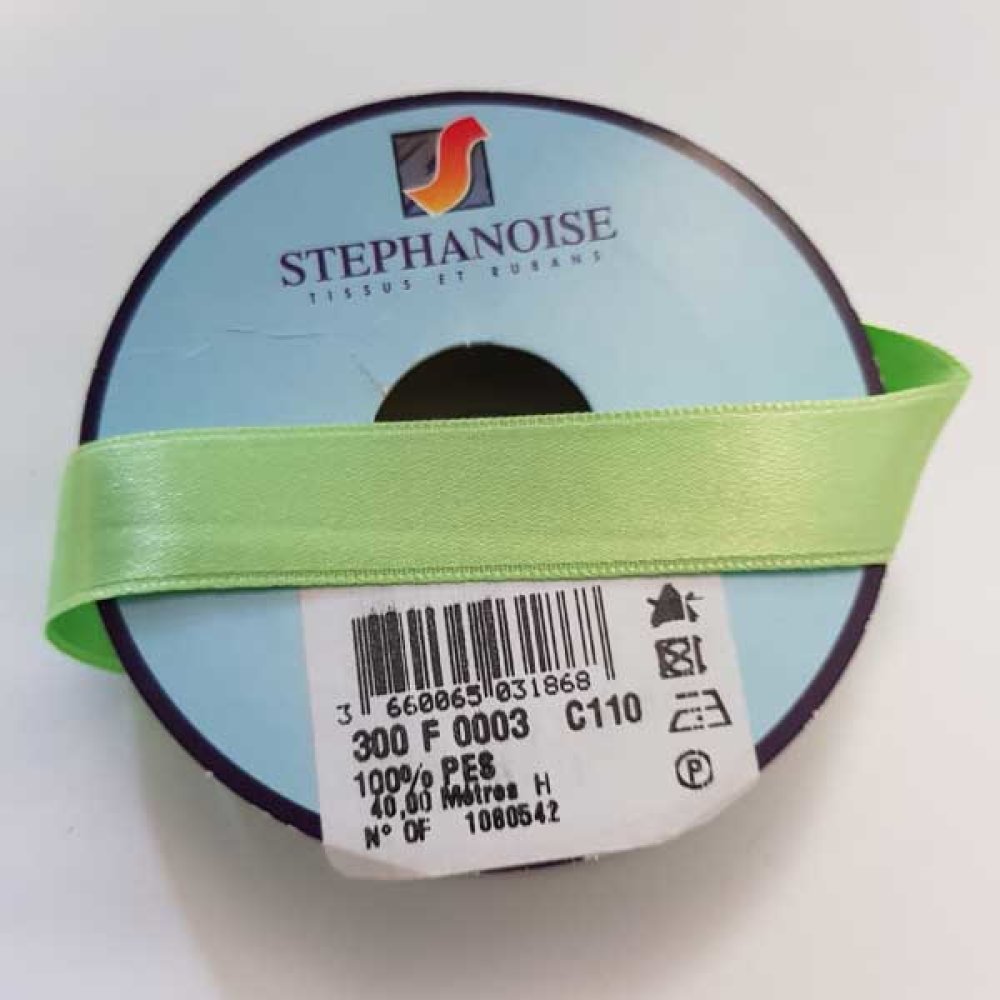 STEPHANOISE
TISSUS ET RUBANS
3 660065 031868
300 F 0003 C110
100% PES
40,00 Mètres H
N° OF 1080542
P